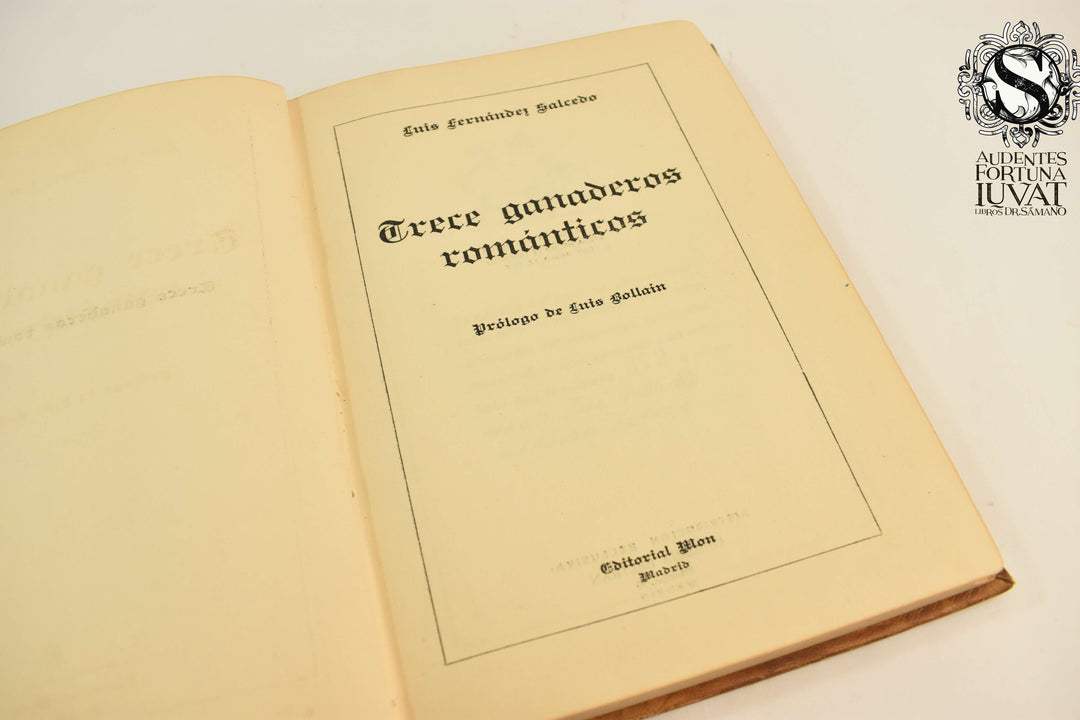 Luis Fernández Salcedo
Trece ganaderos
románticos
Prólogo de Luis Bollain
Editorial Mon
Madrid
S
AUDENTES
FORTUNA
IUVAT
LIBROS DR. SÁMANO